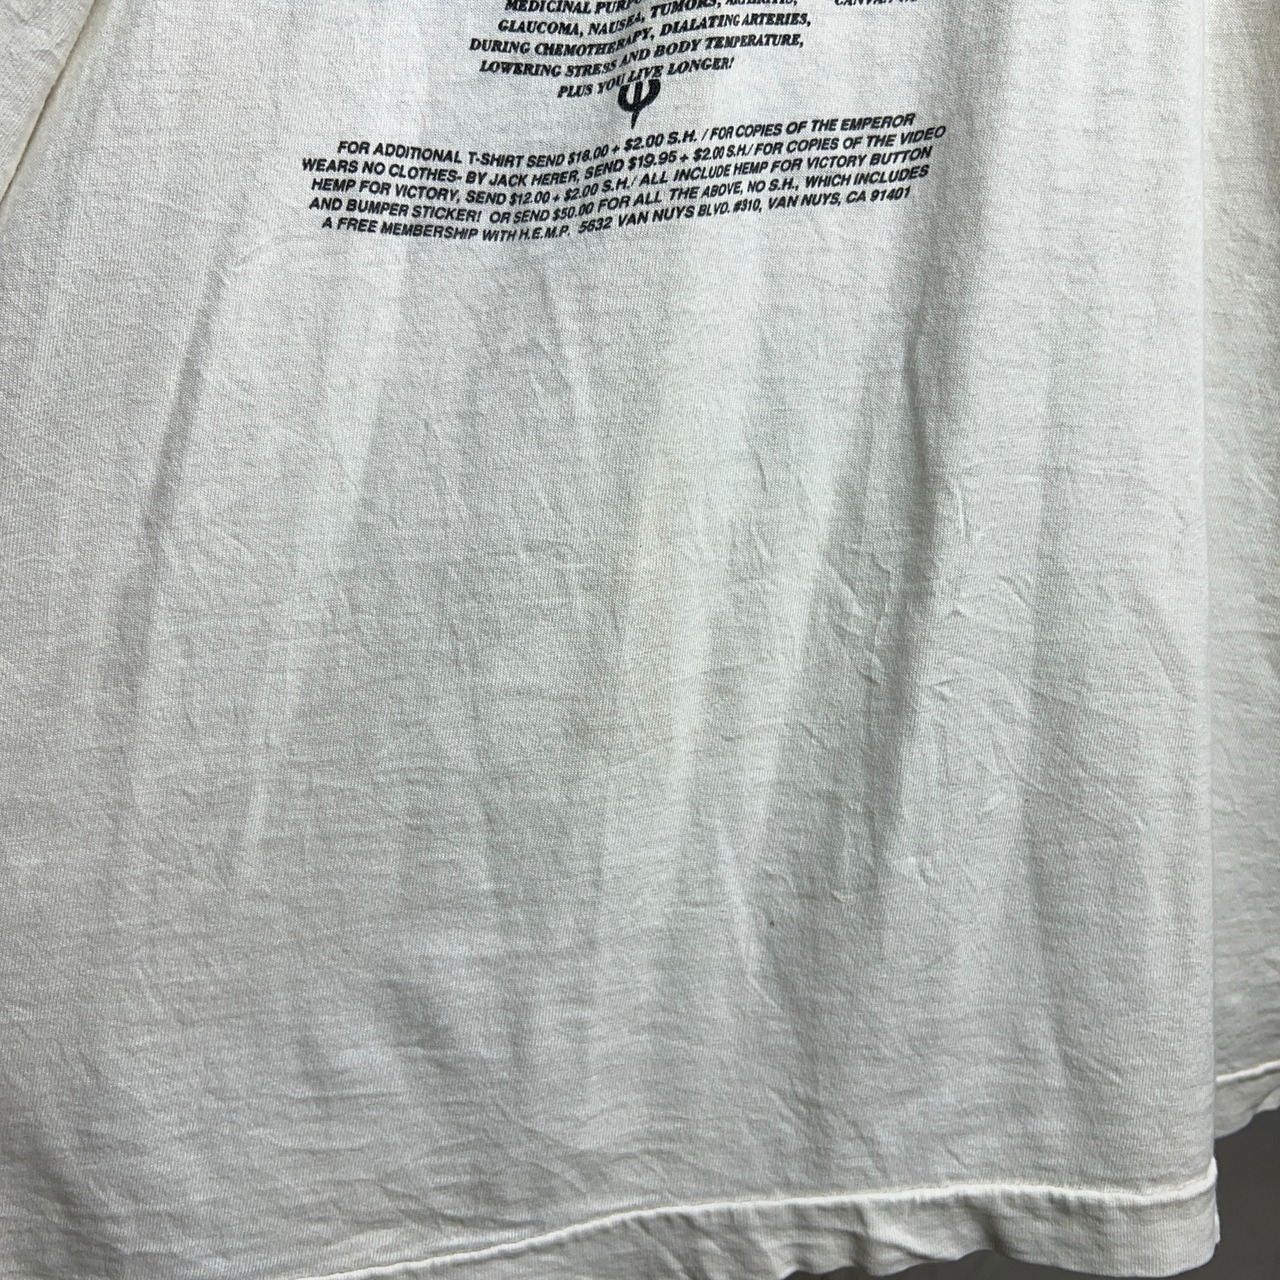 MEDICINAL TUMORS,
GLAUCOMA, NAUSEA, TUMORS, DIALATING ARTERIES,
DURING CHEMOTHERAPY, DIALATING ARTERIES,
LOWERING STRESS AND BODY TEMPERATURE,
PLUS YOU LIVE LONGER!
FOR ADDITIONAL T-SHIRT SEND $16.00 + $2.00 S.H. / FOR COPIES OF THE EMPEROR
WEARS NO CLOTHES- BY JACK HERER, SEND $19.95 + $2.00 S.H./ FOR COPIES OF THE VIDEO
HEMP FOR VICTORY, SEND $12.00 + $2.00 S.H./ ALL INCLUDE HEMP FOR VICTORY BUTTON
AND BUMPER STICKER! OR SEND $50.00 FOR ALL THE ABOVE, NO S.H., WHICH INCLUDES
A FREE MEMBERSHIP WITH H.E.M.P. 5632 VAN NUYS BLVD. #310, VAN NUYS, CA 91401